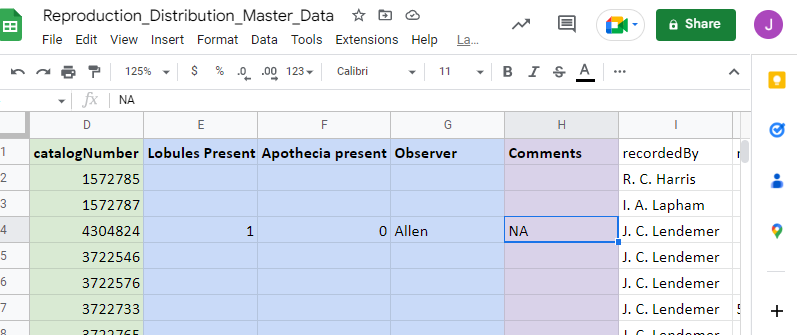 Reproduction_Distribution_Master_Data
Share
J
File Edit View Insert Format Data Tools Extensions Help La...
125% $ % .0 .00 123 Calibri 11 B I S A ...
fx NA
D E F G H I
1 catalogNumber Lobules Present Apothecia present Observer Comments recordedBy
2 1572785 R. C. Harris
3 1572787 I. A. Lapham
4 4304824 1 0 Allen NA J. C. Lendemer
5 3722546 J. C. Lendemer
6 3722576 J. C. Lendemer
7 3722733 J. C. Lendemer 5
8 3722765 J. C. Lendemer